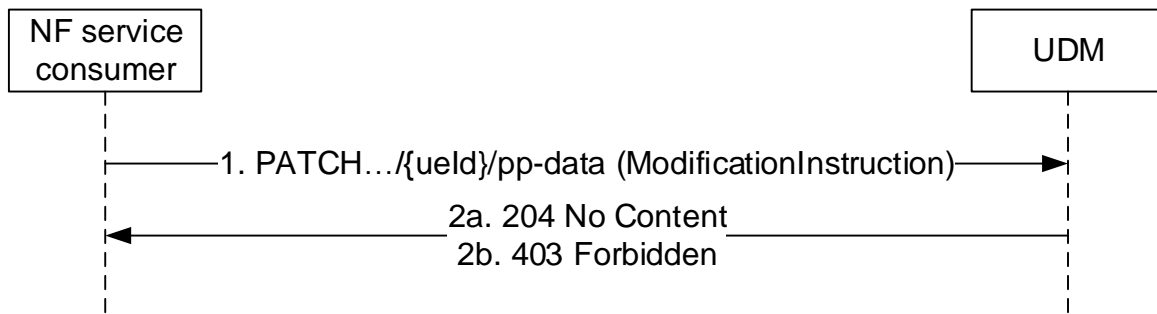 NF service
consumer
UDM
1. PATCH…/{ueId}/pp-data (ModificationInstruction)
2a. 204 No Content
2b. 403 Forbidden